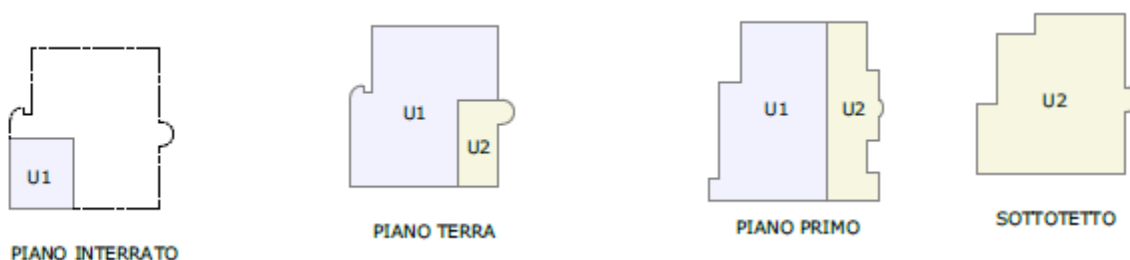 U1
PIANO INTERRATO
U1
U2
PIANO TERRA
U1
U2
PIANO PRIMO
U2
SOTTOTETTO